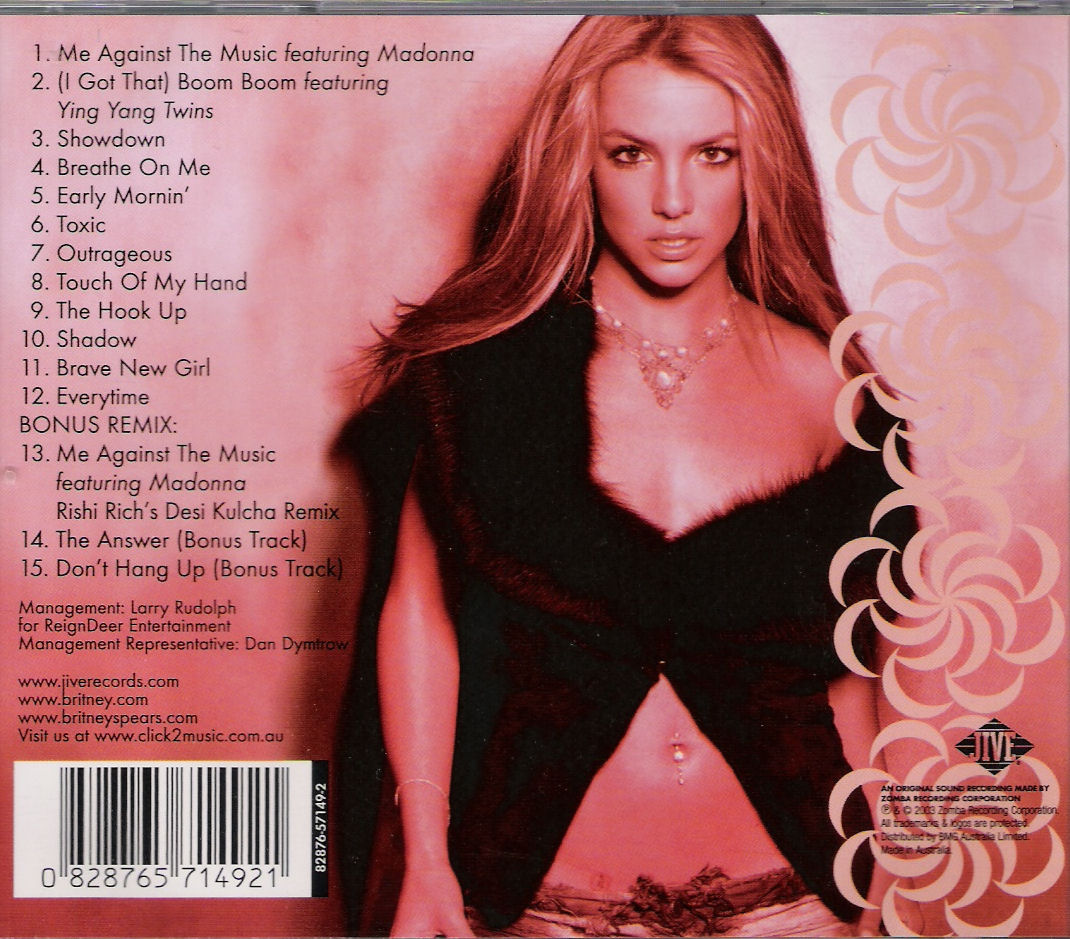 1. Me Against The Music featuring Madonna
2. (I Got That) Boom Boom featuring
Ying Yang Twins
3. Showdown
4. Breathe On Me
5. Early Mornin'
6. Toxic
7. Outrageous
8. Touch Of My Hand
9. The Hook Up
10. Shadow
11. Brave New Girl
12. Everytime
BONUS REMIX:
13. Me Against The Music
featuring Madonna
Rishi Rich's Desi Kulcha Remix
14. The Answer (Bonus Track)
15. Don't Hang Up (Bonus Track)
Management: Larry Rudolph
for ReignDeer Entertainment
Management Representative: Dan Dymtrow
www.jiverecords.com
www.britney.com
www.britneyspears.com
Visit us at www.click2music.com.au
82876-57149-2
0 828765 714921
JIVE
AN ORIGINAL SOUND RECORDING MADE BY
ZOMBA RECORDING CORPORATION
℗ & © 2003 Zomba Recording Corporation.
All trademarks & logos are protected.
Distributed by BMG Australia Limited.
Made in Australia.